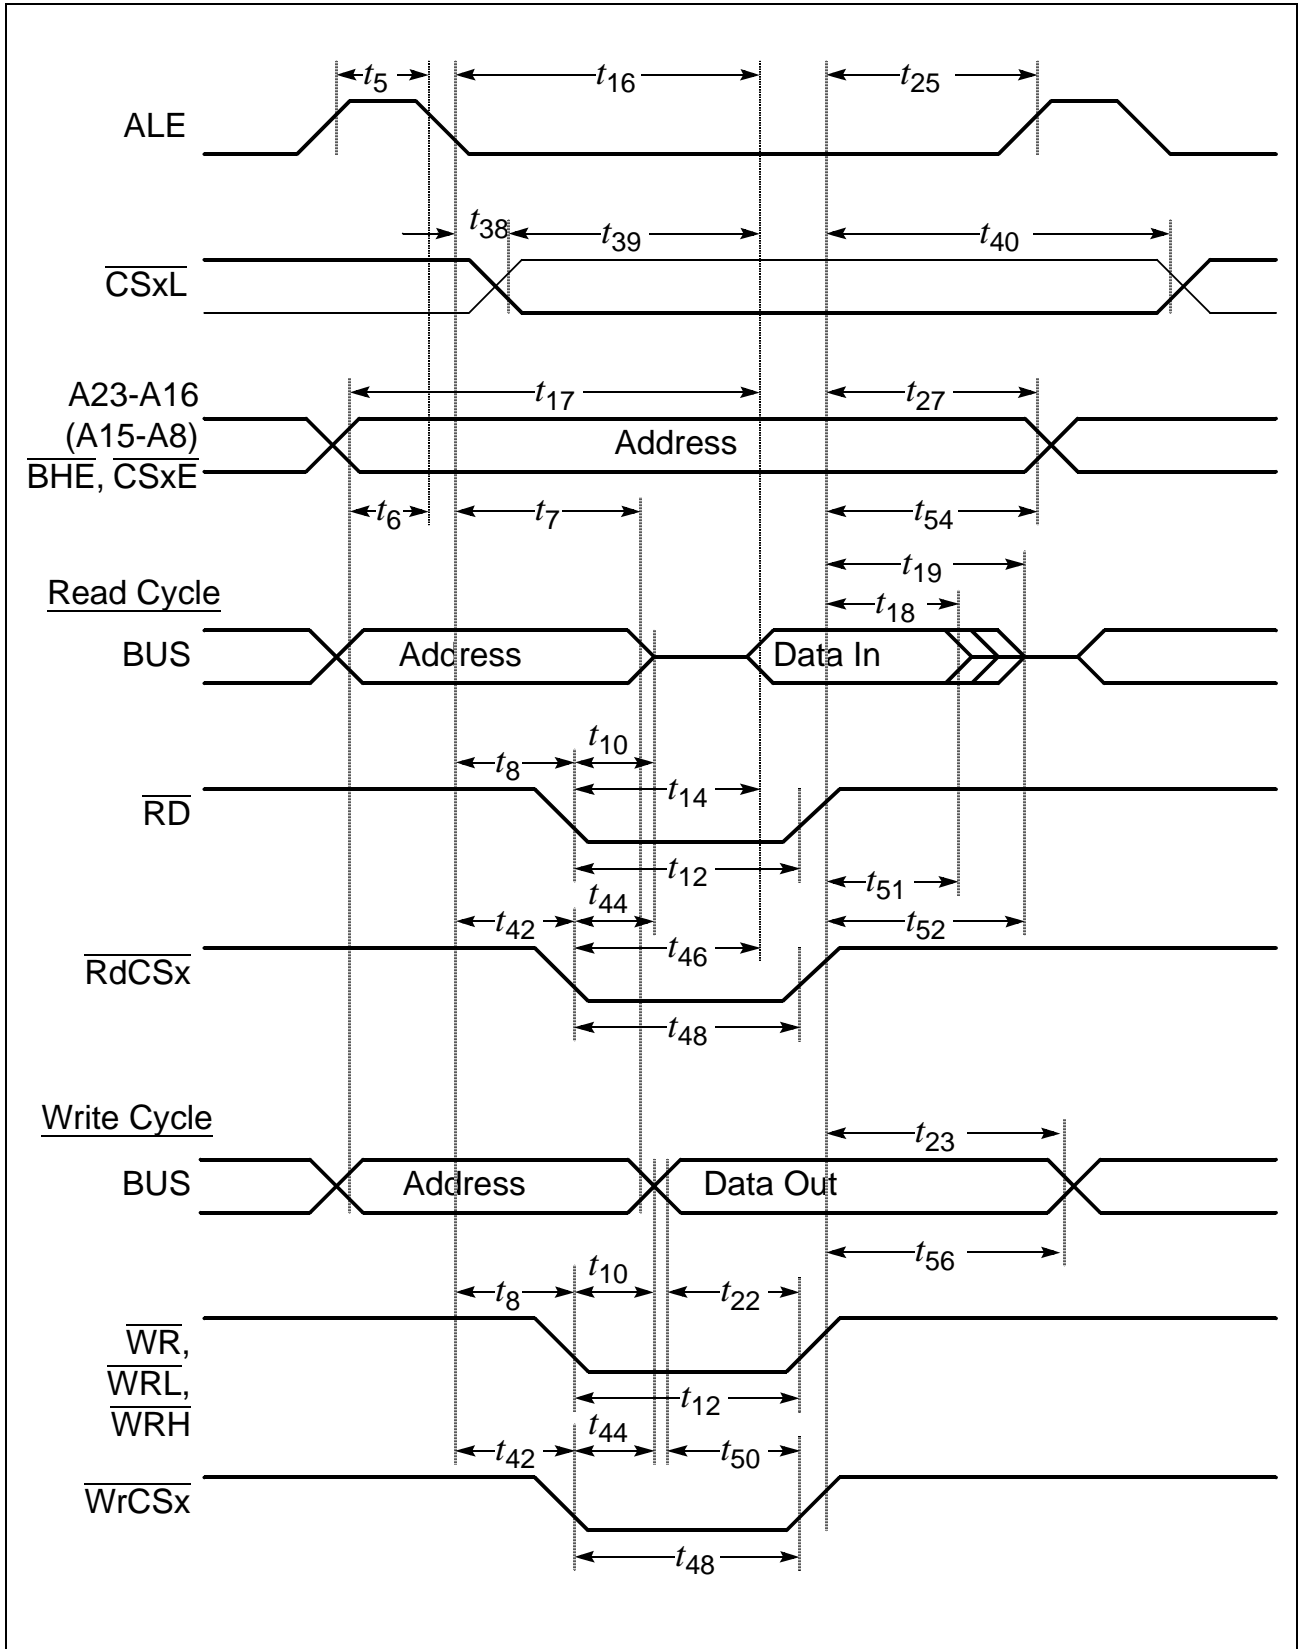 t5 t16 t25
ALE
t38 t39 t40
CSxL
A23-A16
(A15-A8)
BHE, CSxE
t17 t27
Address
t6 t7 t54
t19
Read Cycle
t18
BUS Address Data In
t10
t8
t14
RD
t12
t51
t44
t42 t52
t46
RdCSx
t48
Write Cycle
t23
BUS Address Data Out
t56
t10
t8 t22
WR,
WRL,
WRH
t12
t44
t42 t50
WrCSx
t48